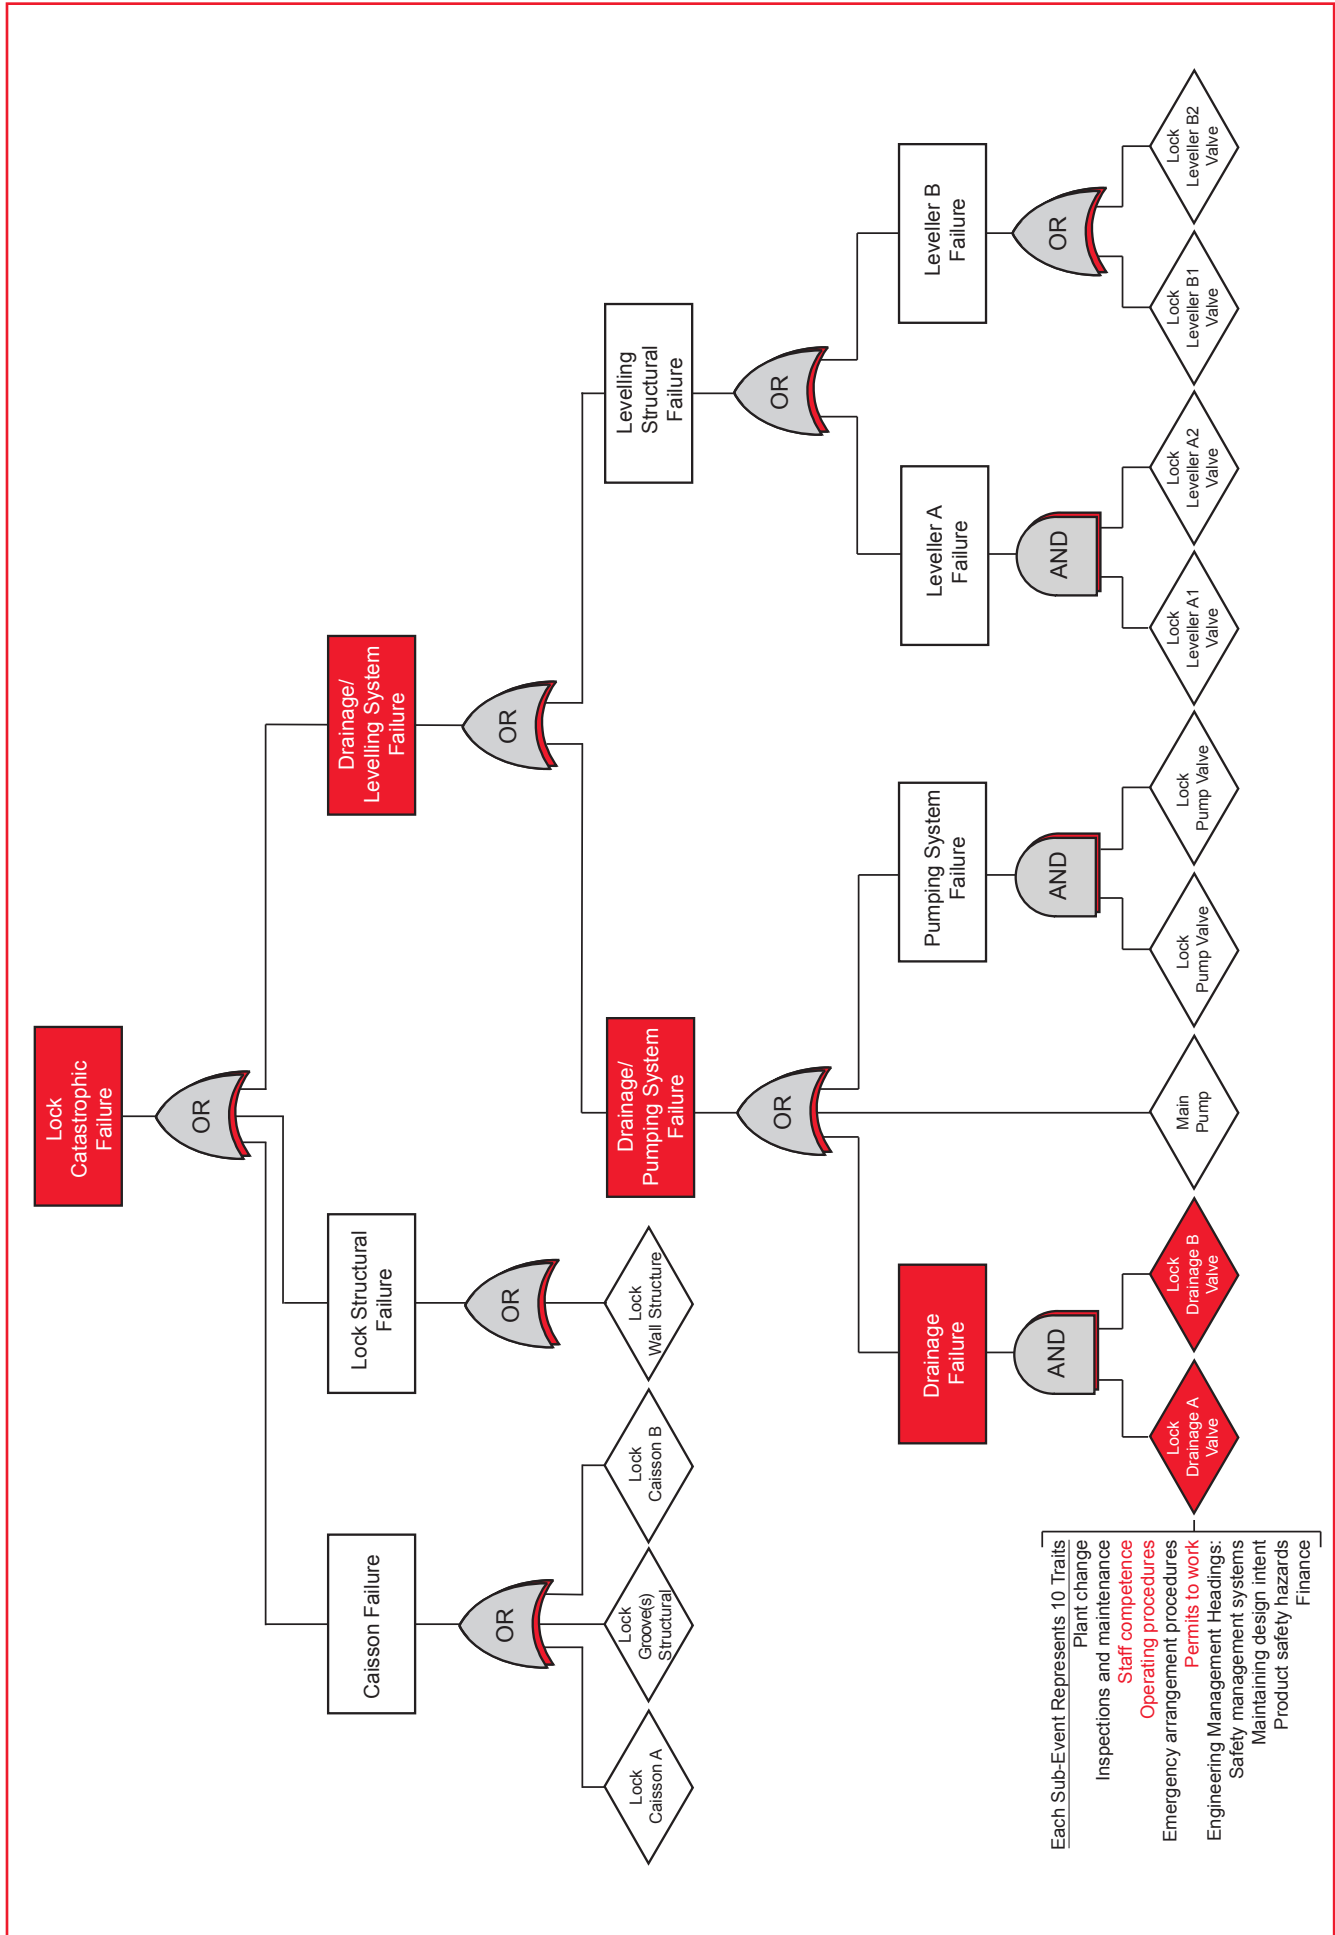 Lock
Catastrophic
Failure
OR
Caisson Failure
Lock Structural
Failure
Drainage/
Levelling System
Failure
OR
OR
OR
Lock
Caisson A
Lock
Groove(s)
Structural
Lock
Caisson B
Lock
Wall Structure
Drainage/
Pumping System
Failure
Levelling
Structural
Failure
OR
OR
Drainage
Failure
Pumping System
Failure
Leveller A
Failure
Leveller B
Failure
AND
AND
AND
OR
Lock
Drainage A
Valve
Lock
Drainage B
Valve
Main
Pump
Lock
Pump Valve
Lock
Pump Valve
Lock
Leveller A1
Valve
Lock
Leveller A2
Valve
Lock
Leveller B1
Valve
Lock
Leveller B2
Valve
Each Sub-Event Represents 10 Traits
Plant change
Inspections and maintenance
Staff competence
Operating procedures
Emergency arrangement procedures
Permits to work
Engineering Management Headings:
Safety management systems
Maintaining design intent
Product safety hazards
Finance